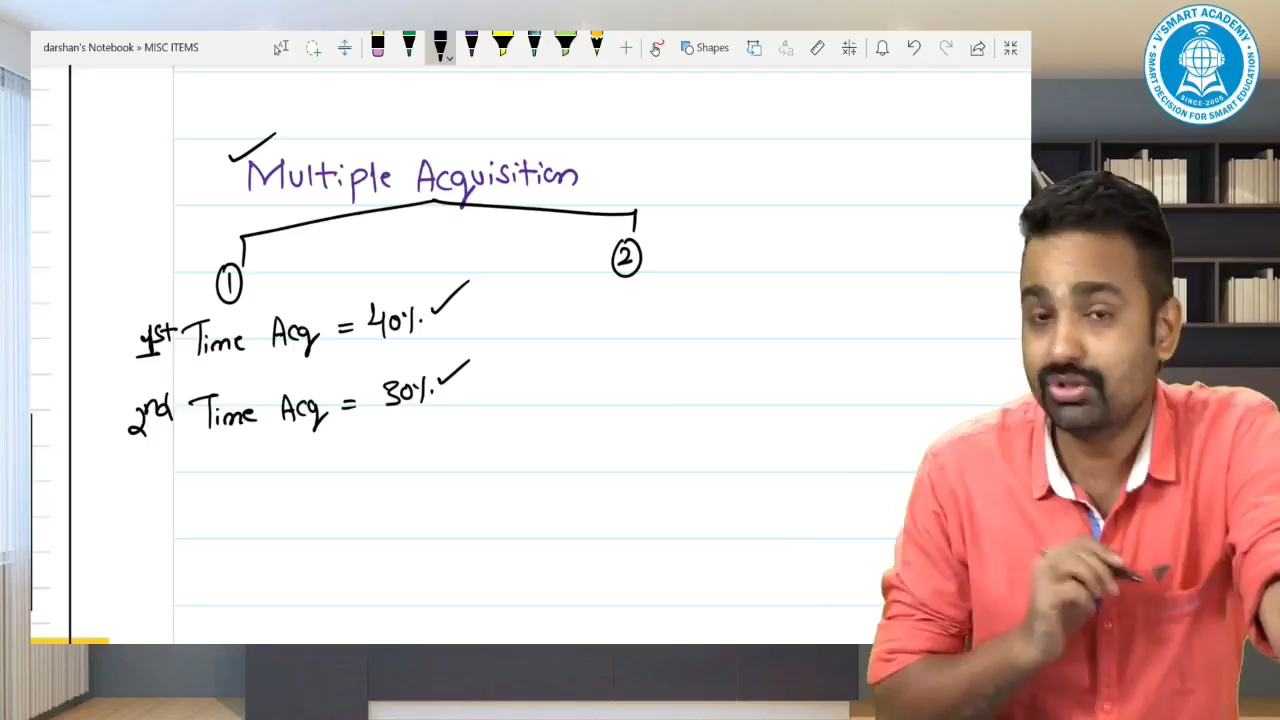 darshan's Notebook » MISC ITEMS
Shapes
V'SMART ACADEMY
SMART DECISION FOR SMART EDUCATION
SINCE-2005
Multiple Acquisition
1
2
1st Time Acq = 40%.
2nd Time Acq = 30%.